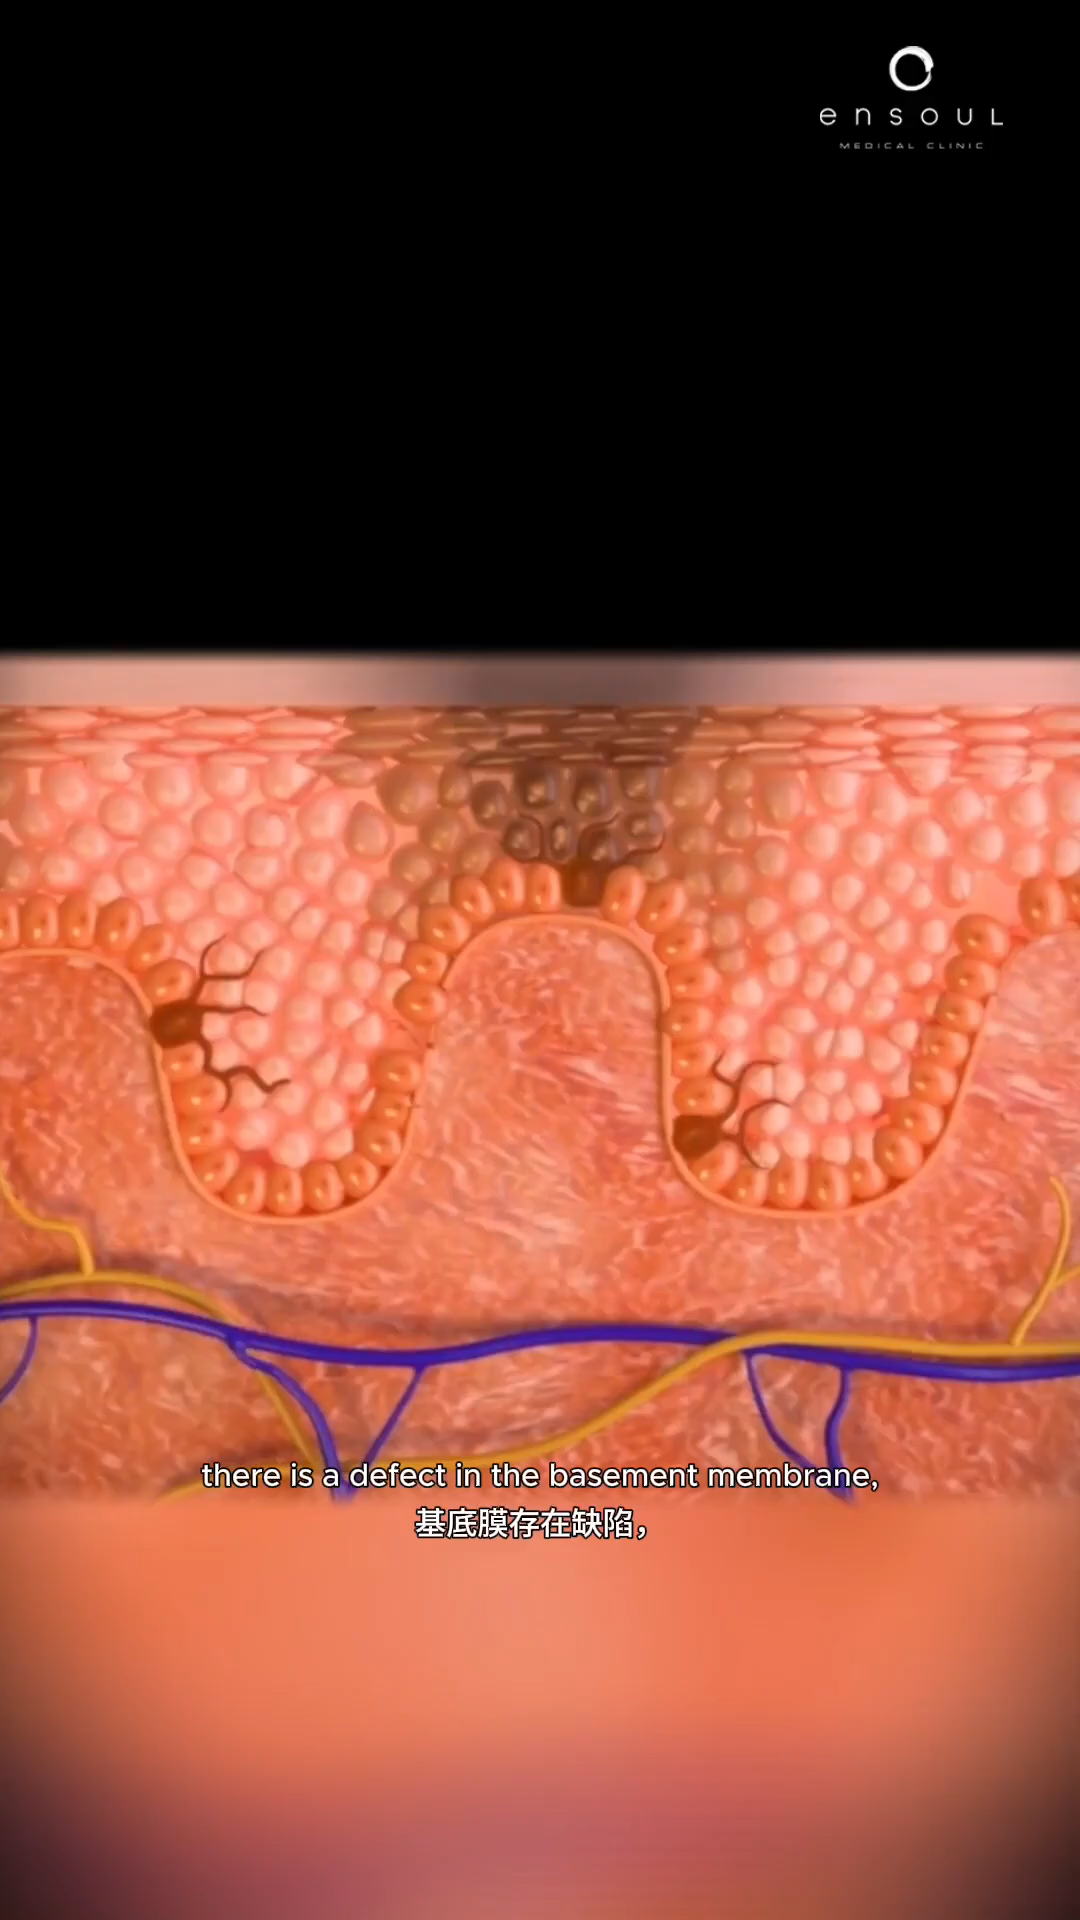 ensoul
MEDICAL CLINIC
there is a defect in the basement membrane,
基底膜存在缺陷，